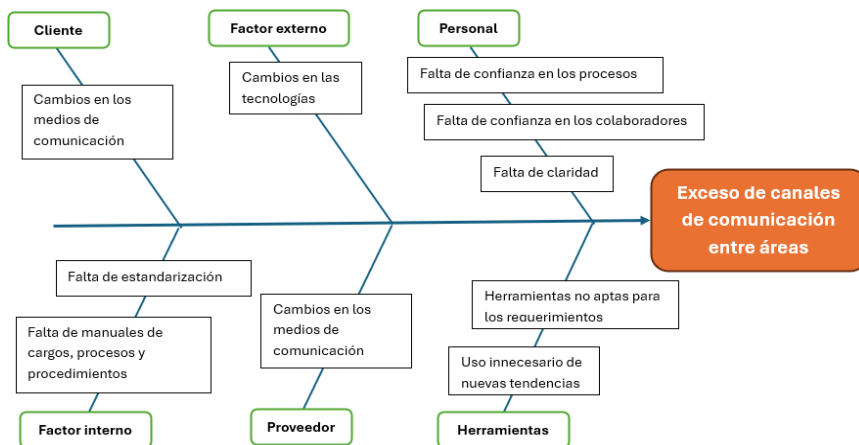 Cliente
Factor externo
Personal
Cambios en los
medios de
comunicación
Cambios en las
tecnologías
Falta de confianza en los procesos
Falta de confianza en los colaboradores
Falta de claridad
Exceso de canales
de comunicación
entre áreas
Falta de estandarización
Falta de manuales de
cargos, procesos y
procedimientos
Cambios en los
medios de
comunicación
Herramientas no aptas para
los requerimientos
Uso innecesario de
nuevas tendencias
Factor interno
Proveedor
Herramientas